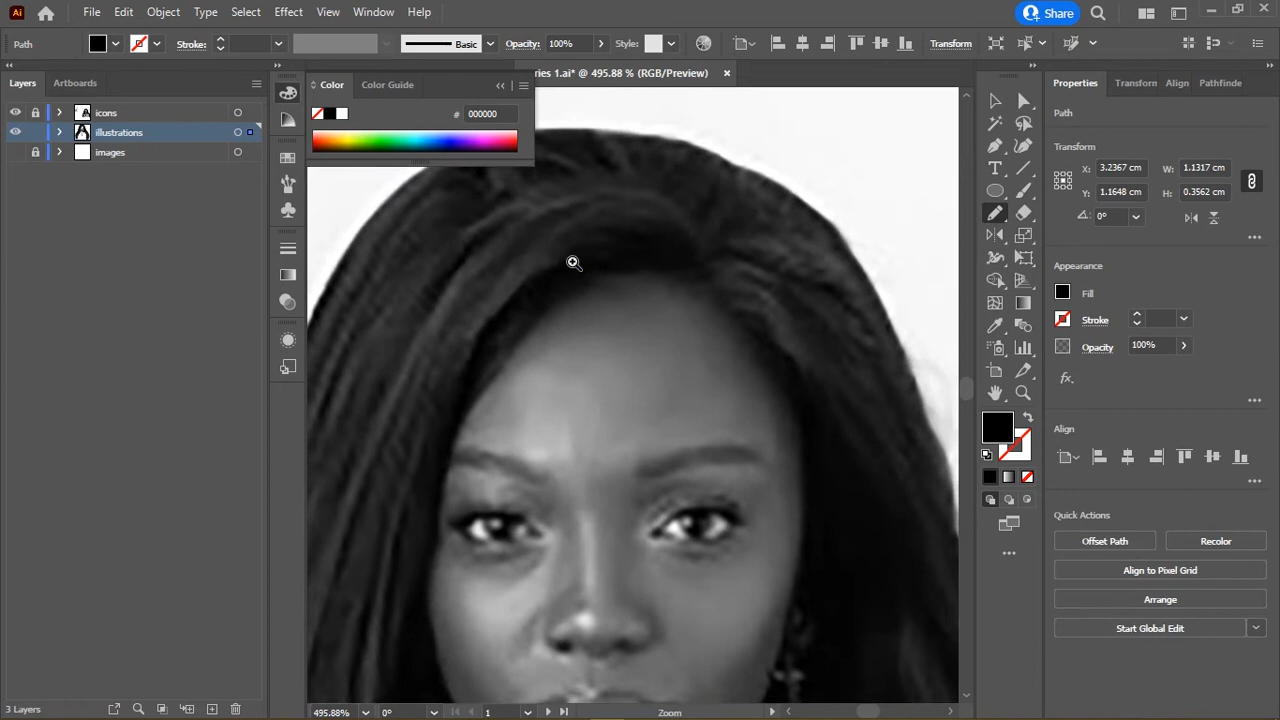 Ai File Edit Object Type Select Effect View Window Help Share
Path Stroke: Basic Opacity: 100% Style: Transform
Layers Artboards
ries 1.ai* @ 495.88 % (RGB/Preview)
Color Color Guide
# 000000
icons
illustrations
images
Properties Transform Align Pathfinde
Path
Transform
X: 3.2367 cm W: 1.1317 cm
Y: 1.1648 cm H: 0.3562 cm
0°
Appearance
Fill
Stroke
Opacity 100%
fx.
Align
Quick Actions
Offset Path Recolor
Align to Pixel Grid
Arrange
Start Global Edit
3 Layers
495.88% 0° 1 Zoom